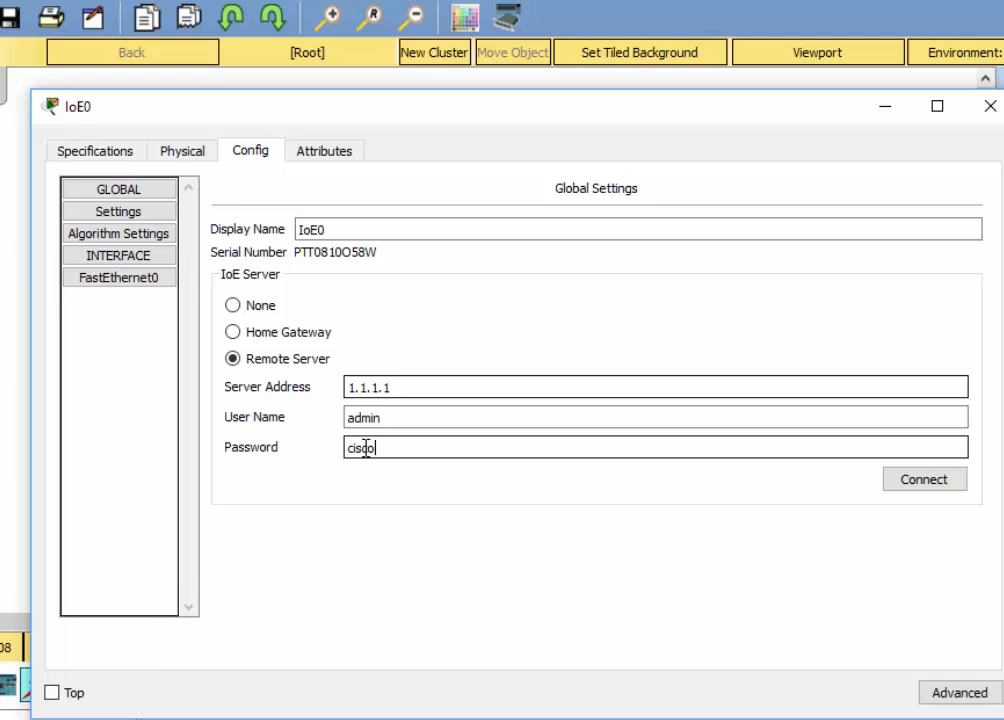 R
Back [Root] New Cluster Move Object Set Tiled Background Viewport Environment:
IoE0
Specifications Physical Config Attributes
GLOBAL
Settings
Algorithm Settings
INTERFACE
FastEthernet0
Global Settings
Display Name IoE0
Serial Number PTT0810O58W
IoE Server
None
Home Gateway
Remote Server
Server Address 1.1.1.1
User Name admin
Password cisco
Connect
08
Top
Advanced